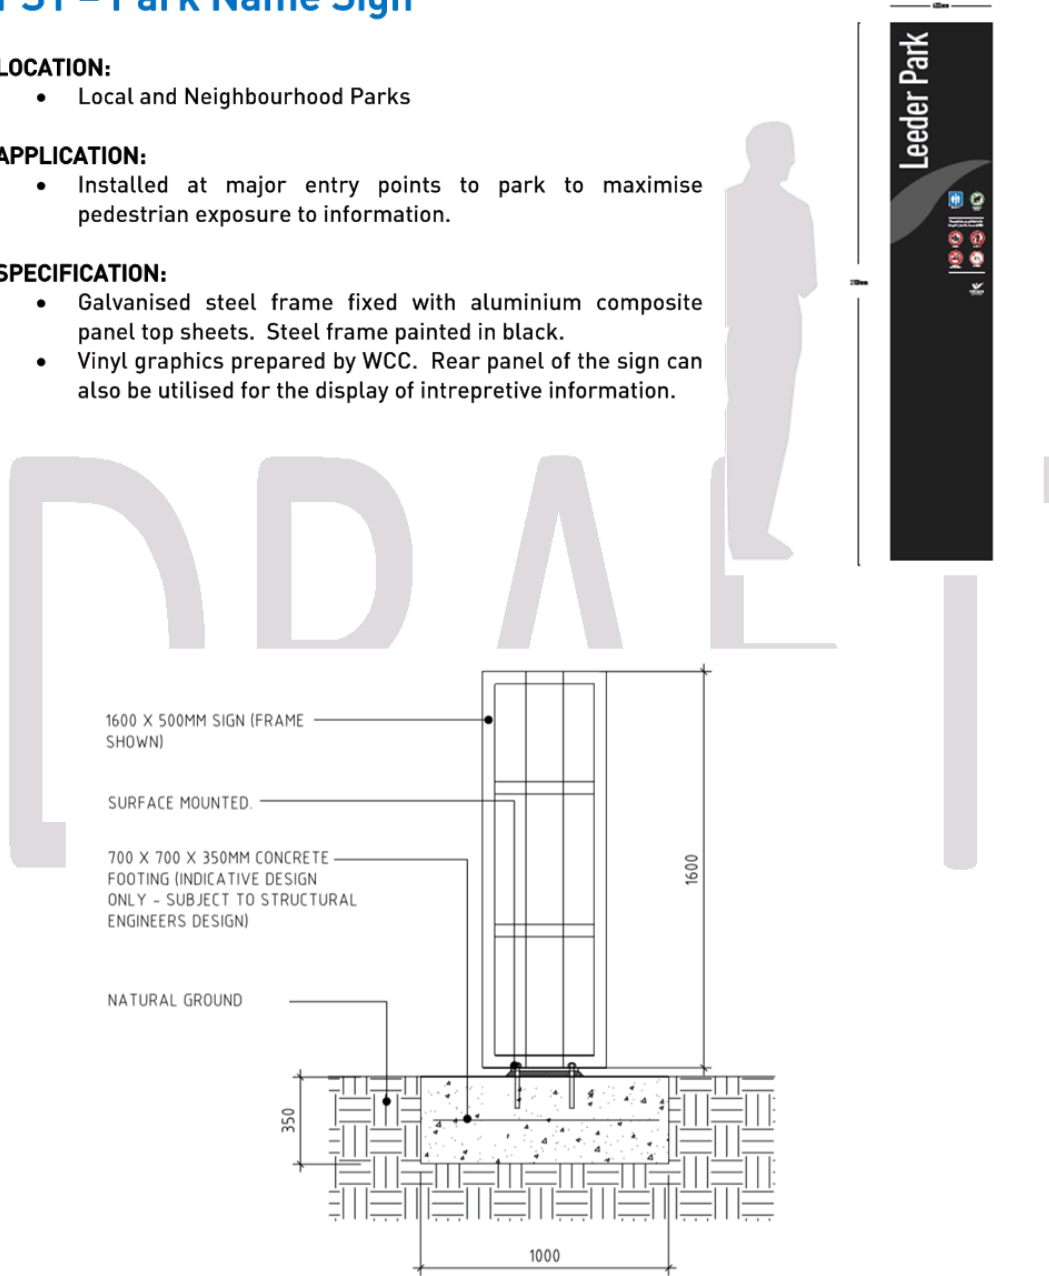 PS1 – Park Name Sign
LOCATION:
• Local and Neighbourhood Parks
APPLICATION:
• Installed at major entry points to park to maximise
pedestrian exposure to information.
SPECIFICATION:
• Galvanised steel frame fixed with aluminium composite
panel top sheets. Steel frame painted in black.
• Vinyl graphics prepared by WCC. Rear panel of the sign can
also be utilised for the display of intrepretive information.
Leeder Park
DRAFT
1600 X 500MM SIGN (FRAME
SHOWN)
SURFACE MOUNTED.
700 X 700 X 350MM CONCRETE
FOOTING (INDICATIVE DESIGN
ONLY - SUBJECT TO STRUCTURAL
ENGINEERS DESIGN)
NATURAL GROUND
1600
350
1000